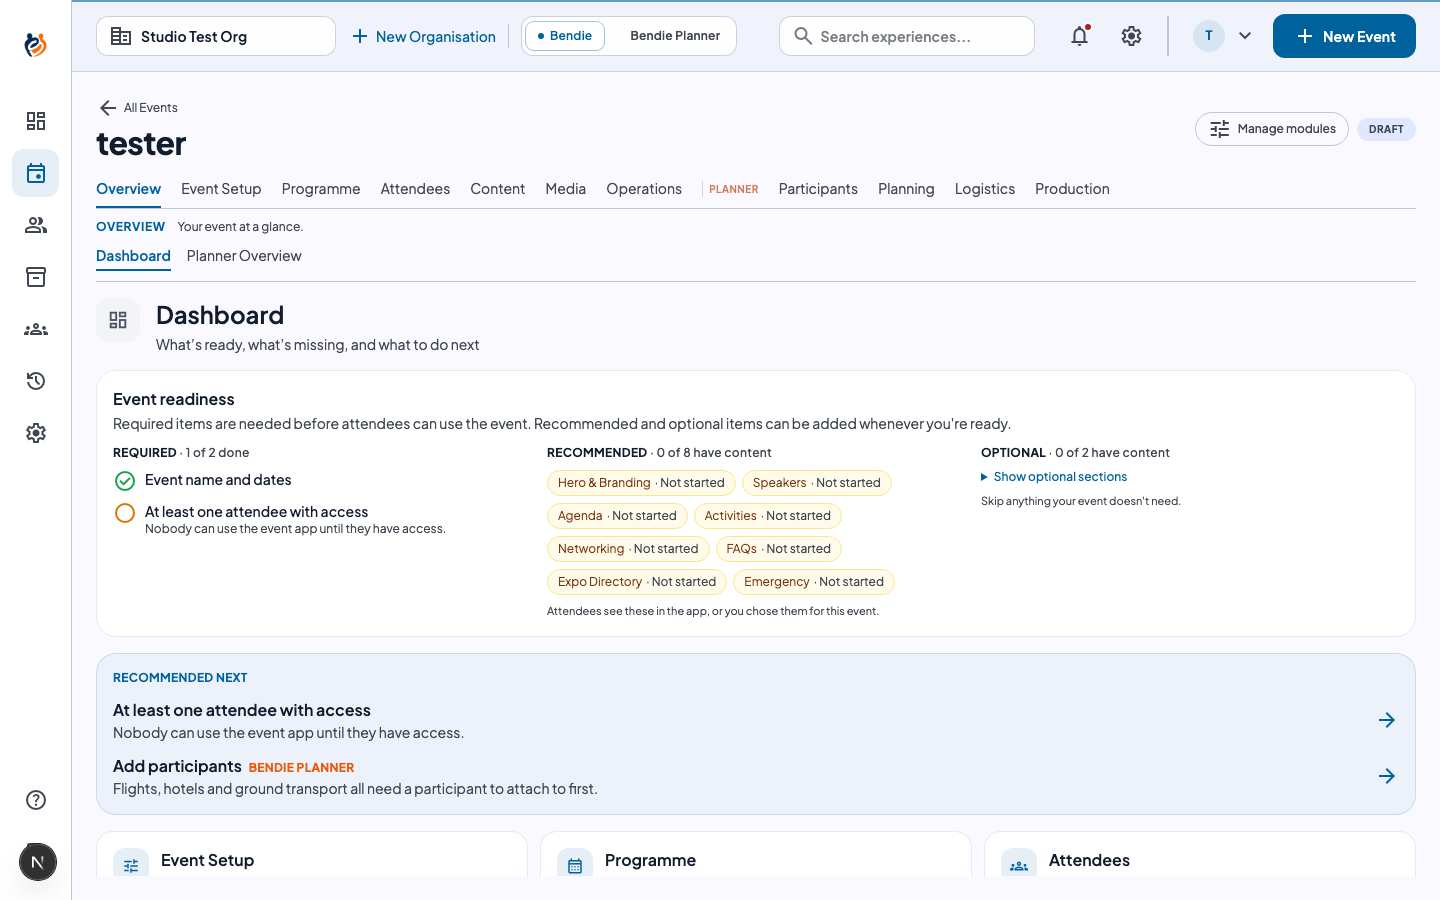 Studio Test Org
New Organisation
Bendie
Bendie Planner
Search experiences...
T
New Event
All Events
tester
Manage modules
DRAFT
Overview
Event Setup
Programme
Attendees
Content
Media
Operations
PLANNER
Participants
Planning
Logistics
Production
OVERVIEW Your event at a glance.
Dashboard
Planner Overview
Dashboard
What's ready, what's missing, and what to do next
Event readiness
Required items are needed before attendees can use the event. Recommended and optional items can be added whenever you're ready.
REQUIRED · 1 of 2 done
Event name and dates
At least one attendee with access
Nobody can use the event app until they have access.
RECOMMENDED · 0 of 8 have content
Hero & Branding · Not started
Speakers · Not started
Agenda · Not started
Activities · Not started
Networking · Not started
FAQs · Not started
Expo Directory · Not started
Emergency · Not started
Attendees see these in the app, or you chose them for this event.
OPTIONAL · 0 of 2 have content
Show optional sections
Skip anything your event doesn't need.
RECOMMENDED NEXT
At least one attendee with access
Nobody can use the event app until they have access.
Add participants BENDIE PLANNER
Flights, hotels and ground transport all need a participant to attach to first.
Event Setup
Programme
Attendees
N